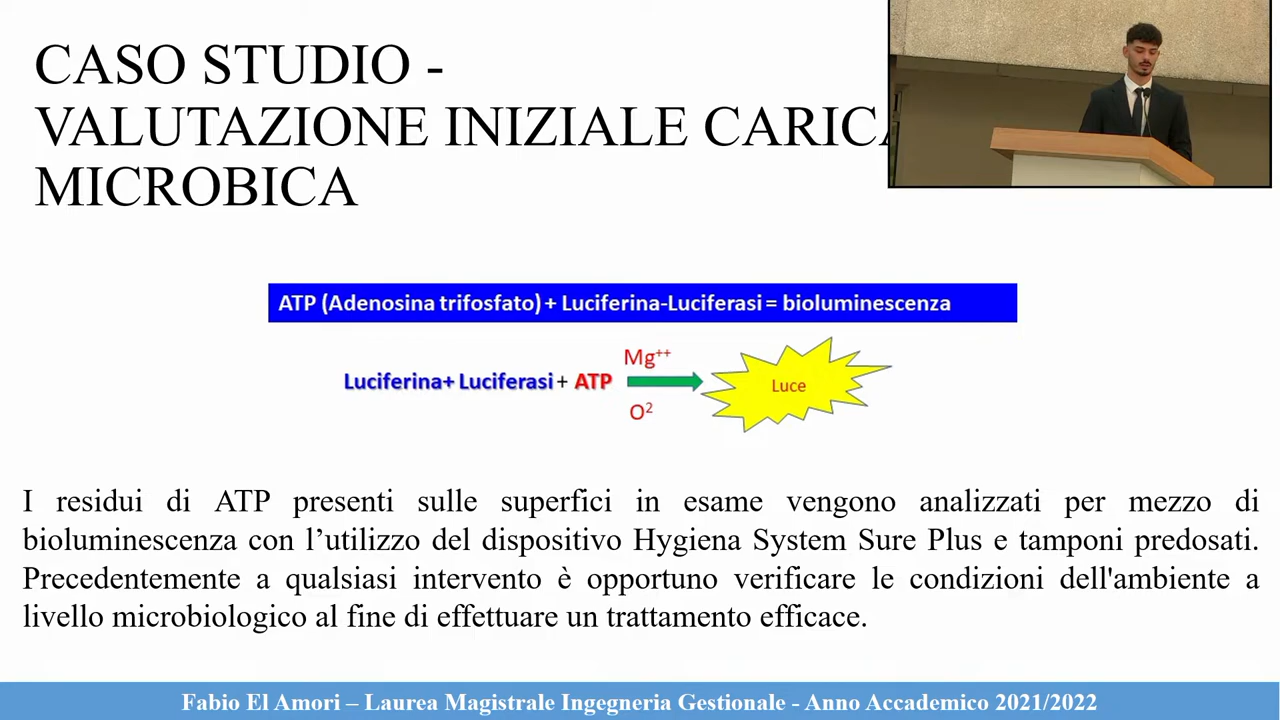 CASO STUDIO -
VALUTAZIONE INIZIALE CARICA
MICROBICA
ATP (Adenosina trifosfato) + Luciferina-Luciferasi = bioluminescenza
Mg++
Luciferina+ Luciferasi + ATP
Luce
O2
I residui di ATP presenti sulle superfici in esame vengono analizzati per mezzo di
bioluminescenza con l’utilizzo del dispositivo Hygiena System Sure Plus e tamponi predosati.
Precedentemente a qualsiasi intervento è opportuno verificare le condizioni dell'ambiente a
livello microbiologico al fine di effettuare un trattamento efficace.
Fabio El Amori – Laurea Magistrale Ingegneria Gestionale - Anno Accademico 2021/2022